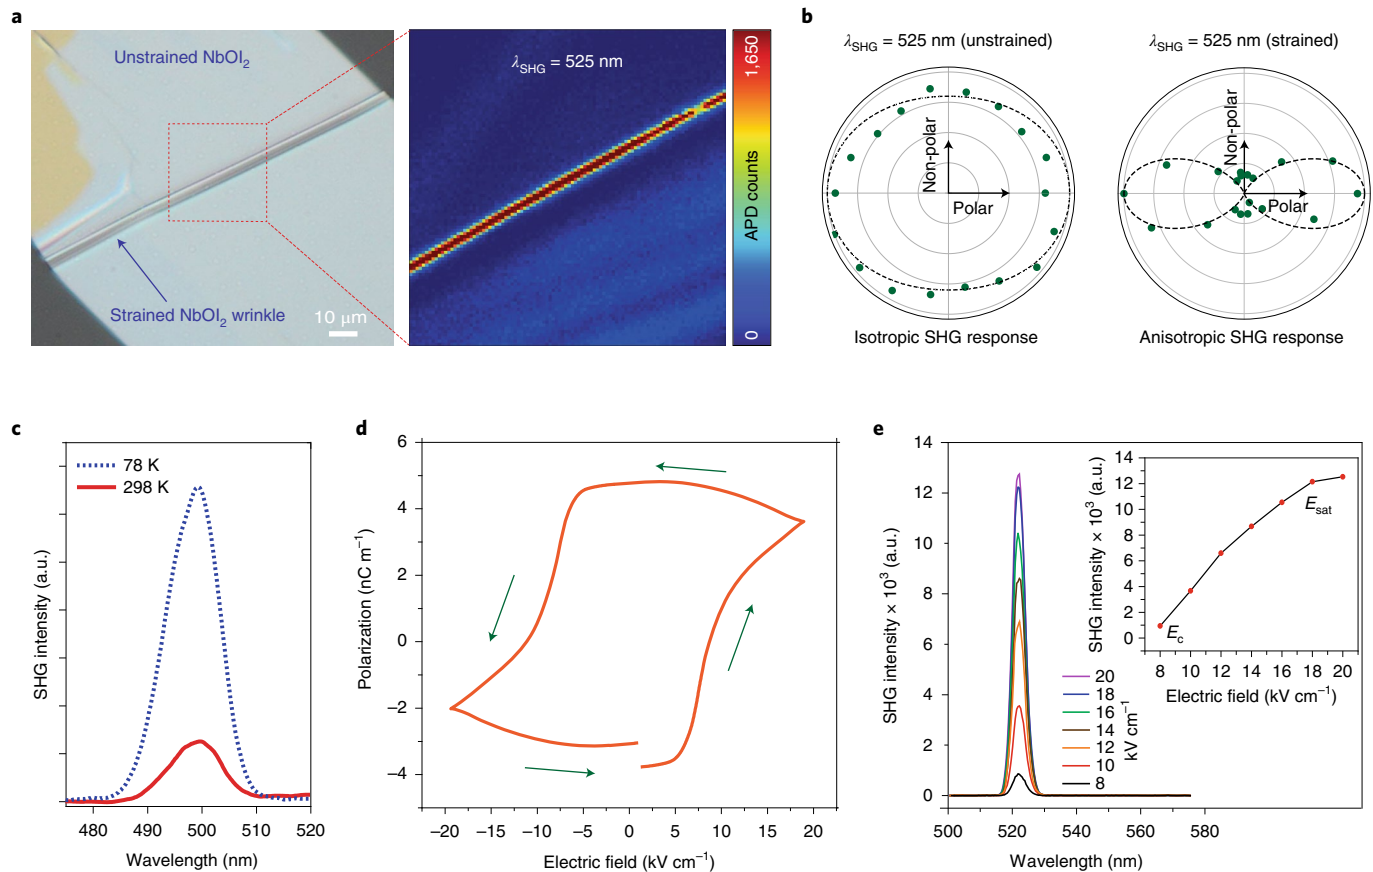 a
Unstrained NbOI₂
Strained NbOI₂ wrinkle
10 μm
λSHG = 525 nm
1,650
APD counts
0
b
λSHG = 525 nm (unstrained)
Non-polar
Polar
Isotropic SHG response
λSHG = 525 nm (strained)
Non-polar
Polar
Anisotropic SHG response
c
SHG intensity (a.u.)
78 K
298 K
480 490 500 510 520
Wavelength (nm)
d
Polarization (nC m⁻¹)
6
4
2
0
−2
−4
−20 −15 −10 −5 0 5 10 15 20
Electric field (kV cm⁻¹)
e
SHG intensity × 10³ (a.u.)
14
12
10
8
6
4
2
0
500 520 540 560 580
Wavelength (nm)
20
18
16
14
12
10
8
kV cm⁻¹
SHG intensity × 10³ (a.u.)
14
12
10
8
6
4
2
0
Esat
Ec
8 10 12 14 16 18 20
Electric field (kV cm⁻¹)